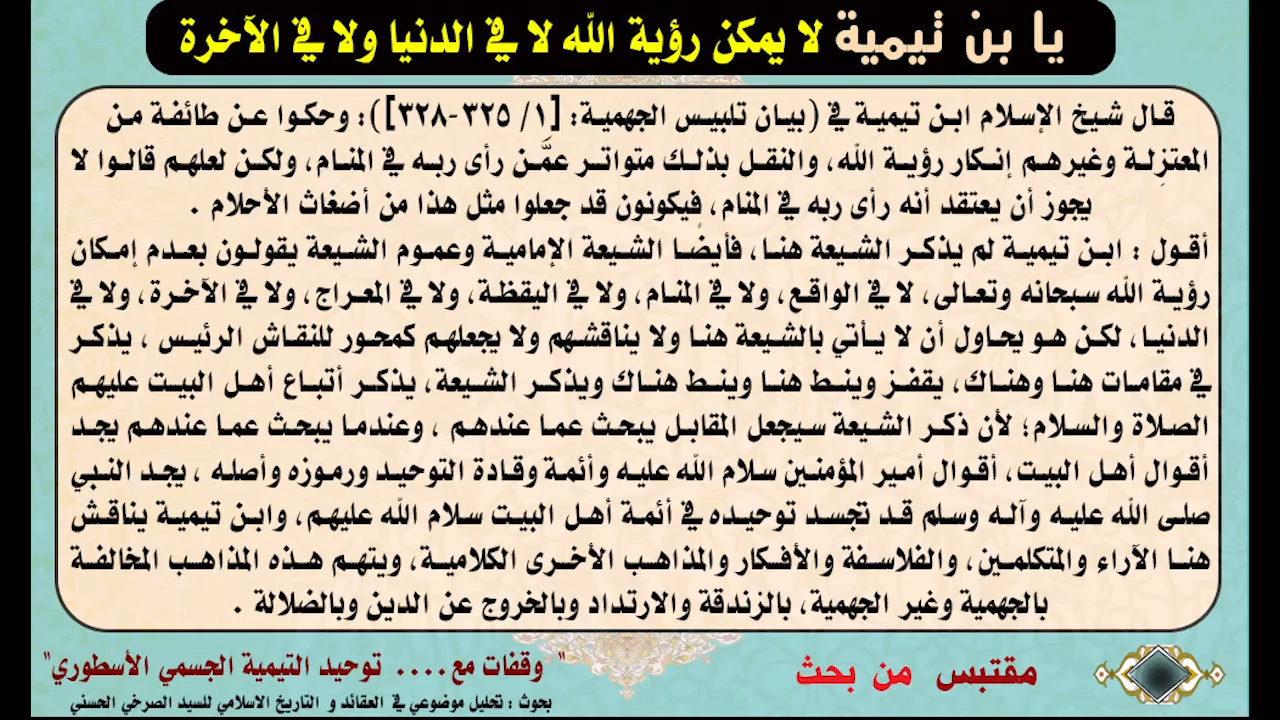 يا بن تيمية لا يمكن رؤية الله لا في الدنيا ولا في الآخرة
قال شيخ الإسلام ابن تيمية في (بيان تلبيس الجهمية: [١/ ٣٢٥-٣٢٨]): وحكوا عن طائفة من
المعتزِلة وغيرهم إنكار رؤية الله، والنقل بذلك متواتر عمَّن رأى ربه في المنام، ولكن لعلهم قالوا لا
يجوز أن يعتقد أنه رأى ربه في المنام، فيكونون قد جعلوا مثل هذا من أضغاث الأحلام .
أقول : ابن تيمية لم يذكر الشيعة هنا، فأيضًا الشيعة الإمامية وعموم الشيعة يقولون بعدم إمكان
رؤية الله سبحانه وتعالى، لا في الواقع، ولا في المنام، ولا في اليقظة، ولا في المعراج، ولا في الآخرة، ولا في
الدنيا، لكن هو يحاول أن لا يأتي بالشيعة هنا ولا يناقشهم ولا يجعلهم كمحور للنقاش الرئيس ، يذكر
في مقامات هنا وهناك، يقفز وينط هنا وينط هناك ويذكر الشيعة، يذكر أتباع أهل البيت عليهم
الصلاة والسلام؛ لأن ذكر الشيعة سيجعل المقابل يبحث عما عندهم ، وعندما يبحث عما عندهم يجد
أقوال أهل البيت، أقوال أمير المؤمنين سلام الله عليه وأئمة وقادة التوحيد ورموزه وأصله ، يجد النبي
صلى الله عليه وآله وسلم قد تجسد توحيده في أئمة أهل البيت سلام الله عليهم، وابن تيمية يناقش
هنا الآراء والمتكلمين، والفلاسفة والأفكار والمذاهب الأخرى الكلامية، ويتهم هذه المذاهب المخالفة
بالجهمية وغير الجهمية، بالزندقة والارتداد وبالخروج عن الدين وبالضلالة .
مقتبس من بحث " وقفات مع.... توحيد التيمية الجسمي الأسطوري"
بحوث : تحليل موضوعي في العقائد و التاريخ الاسلامي للسيد الصرخي الحسني